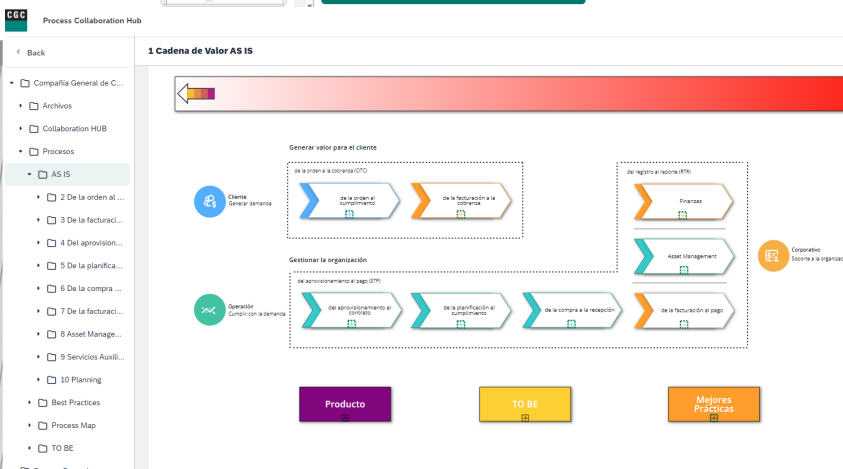 CGC
Process Collaboration Hub
Back
1 Cadena de Valor AS IS
Compañía General de C...
Archivos
Collaboration HUB
Procesos
AS IS
2 De la orden al ...
3 De la facturaci...
4 Del aprovision...
5 De la planifica...
6 De la compra ...
7 De la facturaci...
8 Asset Manage...
9 Servicios Auxili...
10 Planning
Best Practices
Process Map
TO BE
Generar valor para el cliente
de la orden a la cobranza (OTC)
Cliente
Generar demanda
de la orden al
cumplimiento
de la facturación a la
cobranza
del registro al reporte (RTR)
Finanzas
Asset Management
Corporativo
Soporte a la organizac
Gestionar la organización
del aprovisionamiento al pago (STP)
Operación
Cumplir con la demanda
del aprovisionamiento al
contrato
de la planificación al
cumplimiento
de la compra a la recepción
de la facturación al pago
Producto
TO BE
Mejores
Prácticas